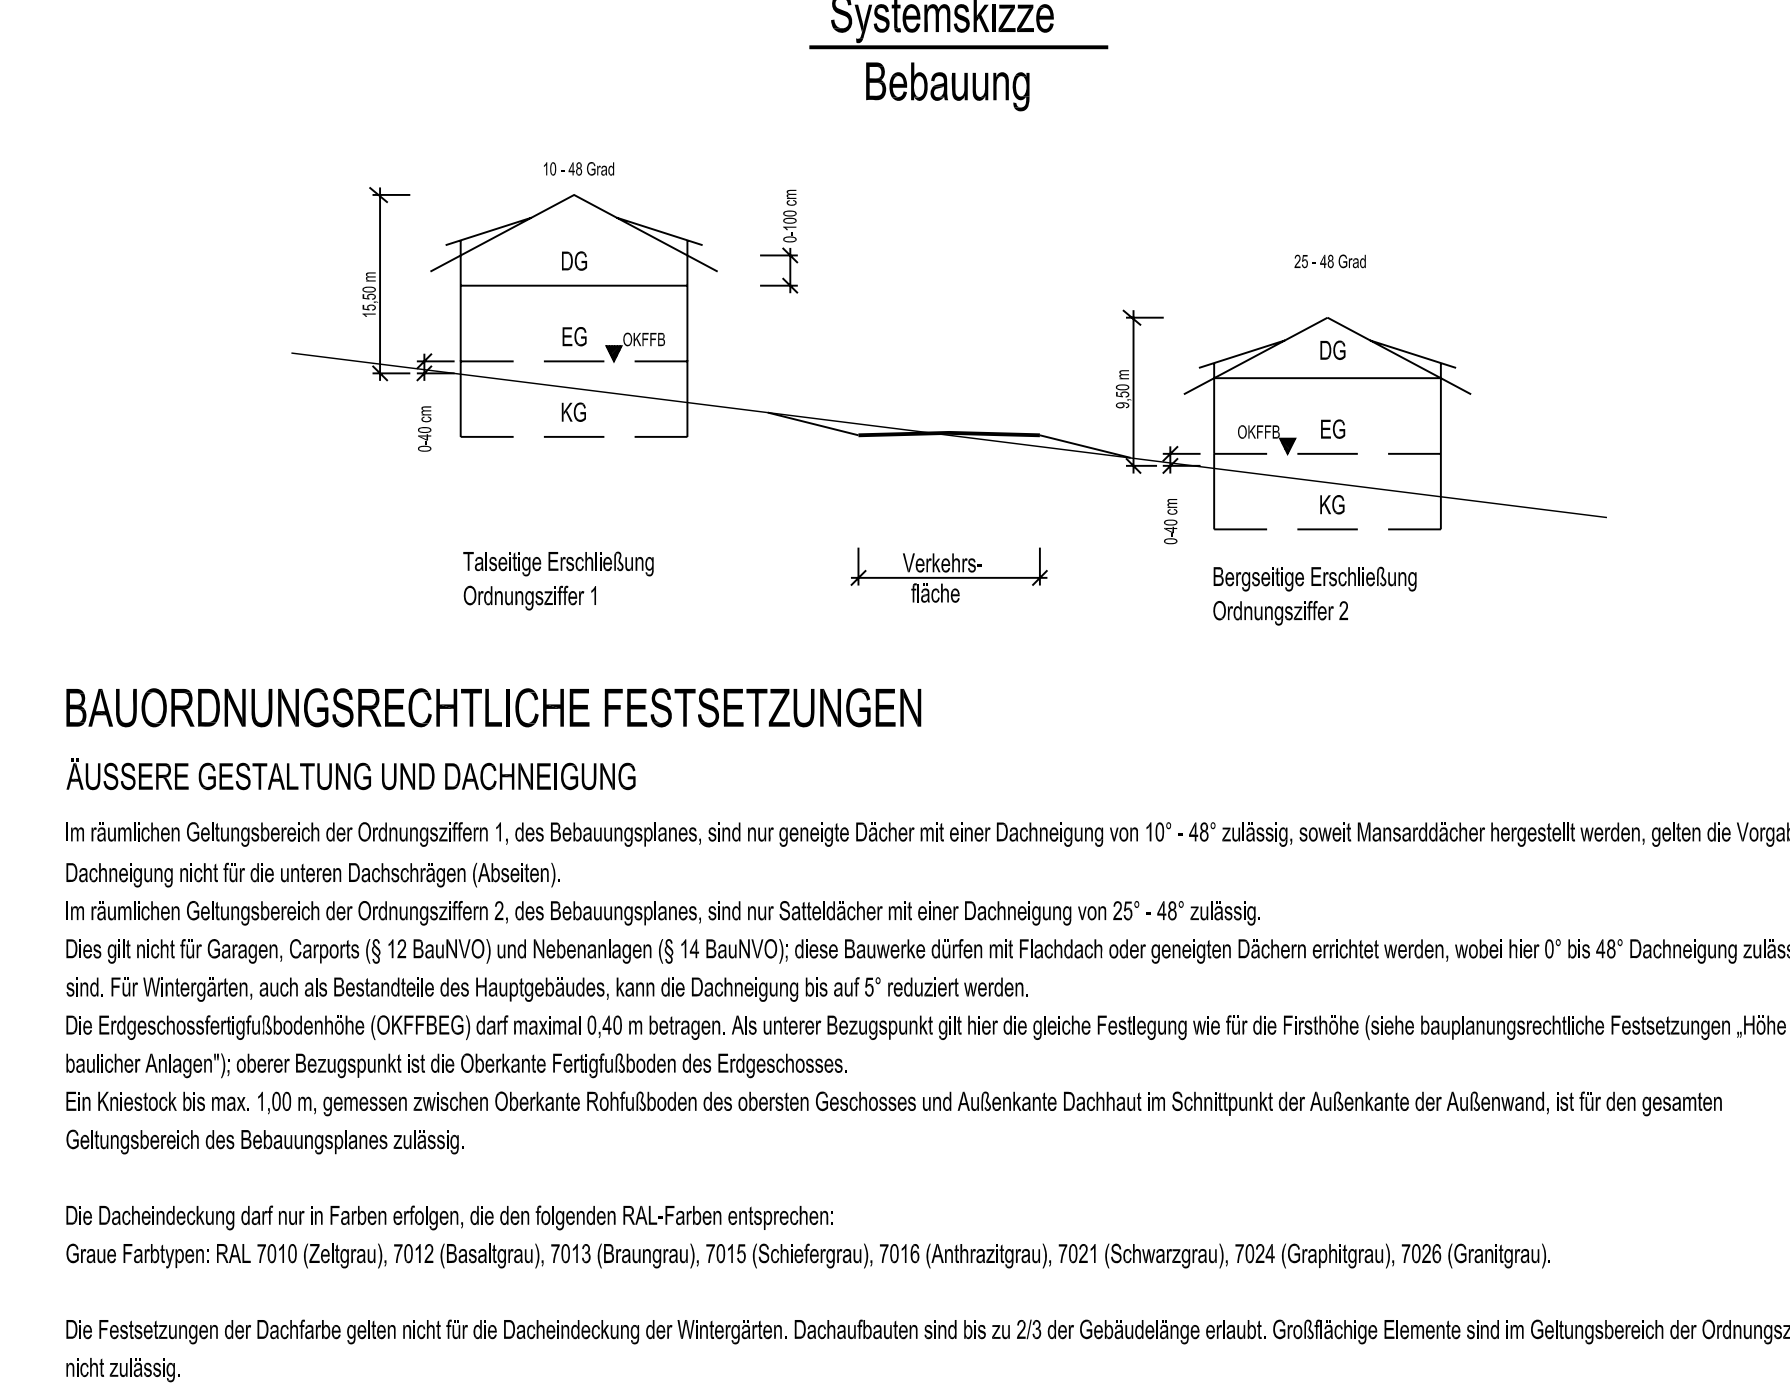 Systemskizze
Bebauung
10 - 48 Grad
0-100 cm
DG
25 - 48 Grad
15,50 m
EG
OKFFB
DG
9,50 m
KG
0-40 cm
OKFFB
EG
KG
0-40 cm
Talseitige Erschließung
Ordnungsziffer 1
Verkehrs-
fläche
Bergseitige Erschließung
Ordnungsziffer 2
BAUORDNUNGSRECHTLICHE FESTSETZUNGEN
ÄUSSERE GESTALTUNG UND DACHNEIGUNG
Im räumlichen Geltungsbereich der Ordnungsziffern 1, des Bebauungsplanes, sind nur geneigte Dächer mit einer Dachneigung von 10° - 48° zulässig, soweit Mansarddächer hergestellt werden, gelten die
Dachneigung nicht für die unteren Dachschrägen (Abseiten).
Im räumlichen Geltungsbereich der Ordnungsziffern 2, des Bebauungsplanes, sind nur Satteldächer mit einer Dachneigung von 25° - 48° zulässig.
Dies gilt nicht für Garagen, Carports (§ 12 BauNVO) und Nebenanlagen (§ 14 BauNVO); diese Bauwerke dürfen mit Flachdach oder geneigten Dächern errichtet werden, wobei hier 0° bis 48° Dachneigung
sind. Für Wintergärten, auch als Bestandteile des Hauptgebäudes, kann die Dachneigung bis auf 5° reduziert werden.
Die Erdgeschossfertigfußbodenhöhe (OKFFBEG) darf maximal 0,40 m betragen. Als unterer Bezugspunkt gilt hier die gleiche Festlegung wie für die Firsthöhe (siehe bauplanungsrechtliche Festsetzungen „Höhe
baulicher Anlagen"); oberer Bezugspunkt ist die Oberkante Fertigfußboden des Erdgeschosses.
Ein Kniestock bis max. 1,00 m, gemessen zwischen Oberkante Rohfußboden des obersten Geschosses und Außenkante Dachhaut im Schnittpunkt der Außenkante der Außenwand, ist für den gesamten
Geltungsbereich des Bebauungsplanes zulässig.
Die Dacheindeckung darf nur in Farben erfolgen, die den folgenden RAL-Farben entsprechen:
Graue Farbtypen: RAL 7010 (Zeltgrau), 7012 (Basaltgrau), 7013 (Braungrau), 7015 (Schiefergrau), 7016 (Anthrazitgrau), 7021 (Schwarzgrau), 7024 (Graphitgrau), 7026 (Granitgrau).
Die Festsetzungen der Dachfarbe gelten nicht für die Dacheindeckung der Wintergärten. Dachaufbauten sind bis zu 2/3 der Gebäudelänge erlaubt. Großflächige Elemente sind im Geltungsbereich der
nicht zulässig.